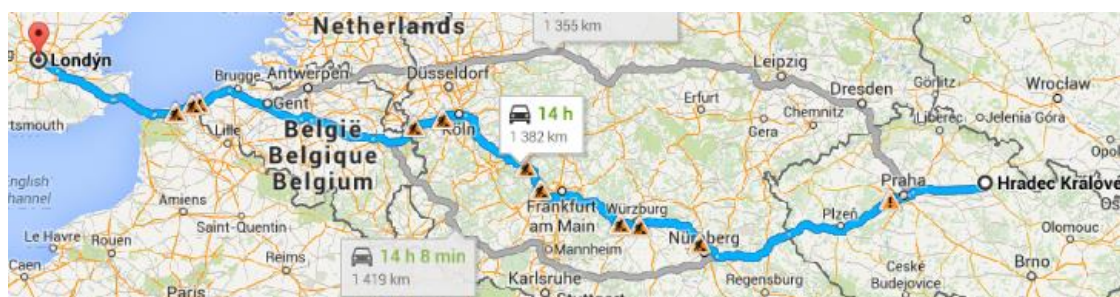 1 355 km
Netherlands
Londýn
Brugge
Antwerpen
Düsseldorf
Leipzig
Görlitz
Wrocław
Dresden
Gent
Erfurt
Chemnitz
Liberec
Jelenia Góra
tsmouth
Lille
België
Belgique
Belgium
Köln
14 h
1 382 km
Gera
Opol
English
Channel
Amiens
Saint-Quentin
Frankfurt
am Main
Würzburg
Praha
Hradec Králové
Plzeň
Le Havre
Rouen
14 h 8 min
1 419 km
Mannheim
Nürnberg
Olomouc
Caen
Reims
Karlsruhe
Regensburg
České
Budejovice
Brno
Paris